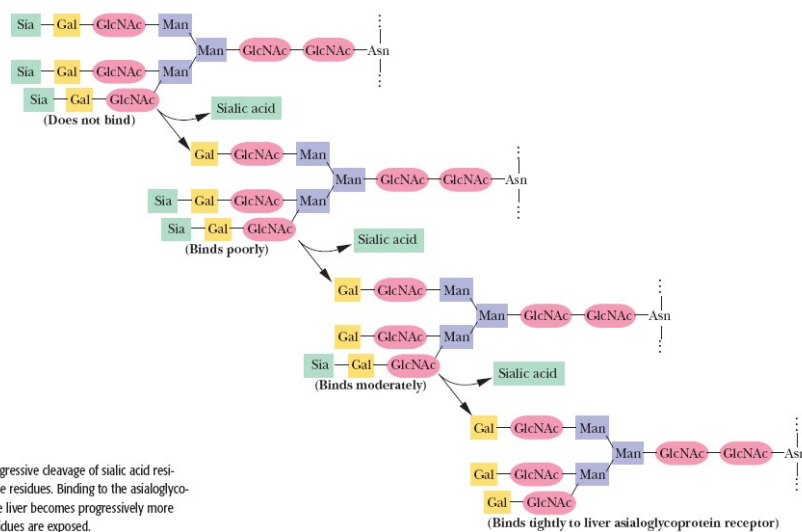 Sia Gal GlcNAc Man
Man GlcNAc GlcNAc Asn
Sia Gal GlcNAc Man
Sia Gal GlcNAc
(Does not bind)
Sialic acid
Gal GlcNAc Man
Man GlcNAc GlcNAc Asn
Sia Gal GlcNAc Man
Sia Gal GlcNAc
(Binds poorly)
Sialic acid
Gal GlcNAc Man
Man GlcNAc GlcNAc Asn
Gal GlcNAc Man
Sia Gal GlcNAc
(Binds moderately)
Sialic acid
Gal GlcNAc Man
Man GlcNAc GlcNAc Asn
Gal GlcNAc Man
Gal GlcNAc
(Binds tightly to liver asialoglycoprotein receptor)
gressive cleavage of sialic acid resi-
e residues. Binding to the asialoglyco-
e liver becomes progressively more
idues are exposed.